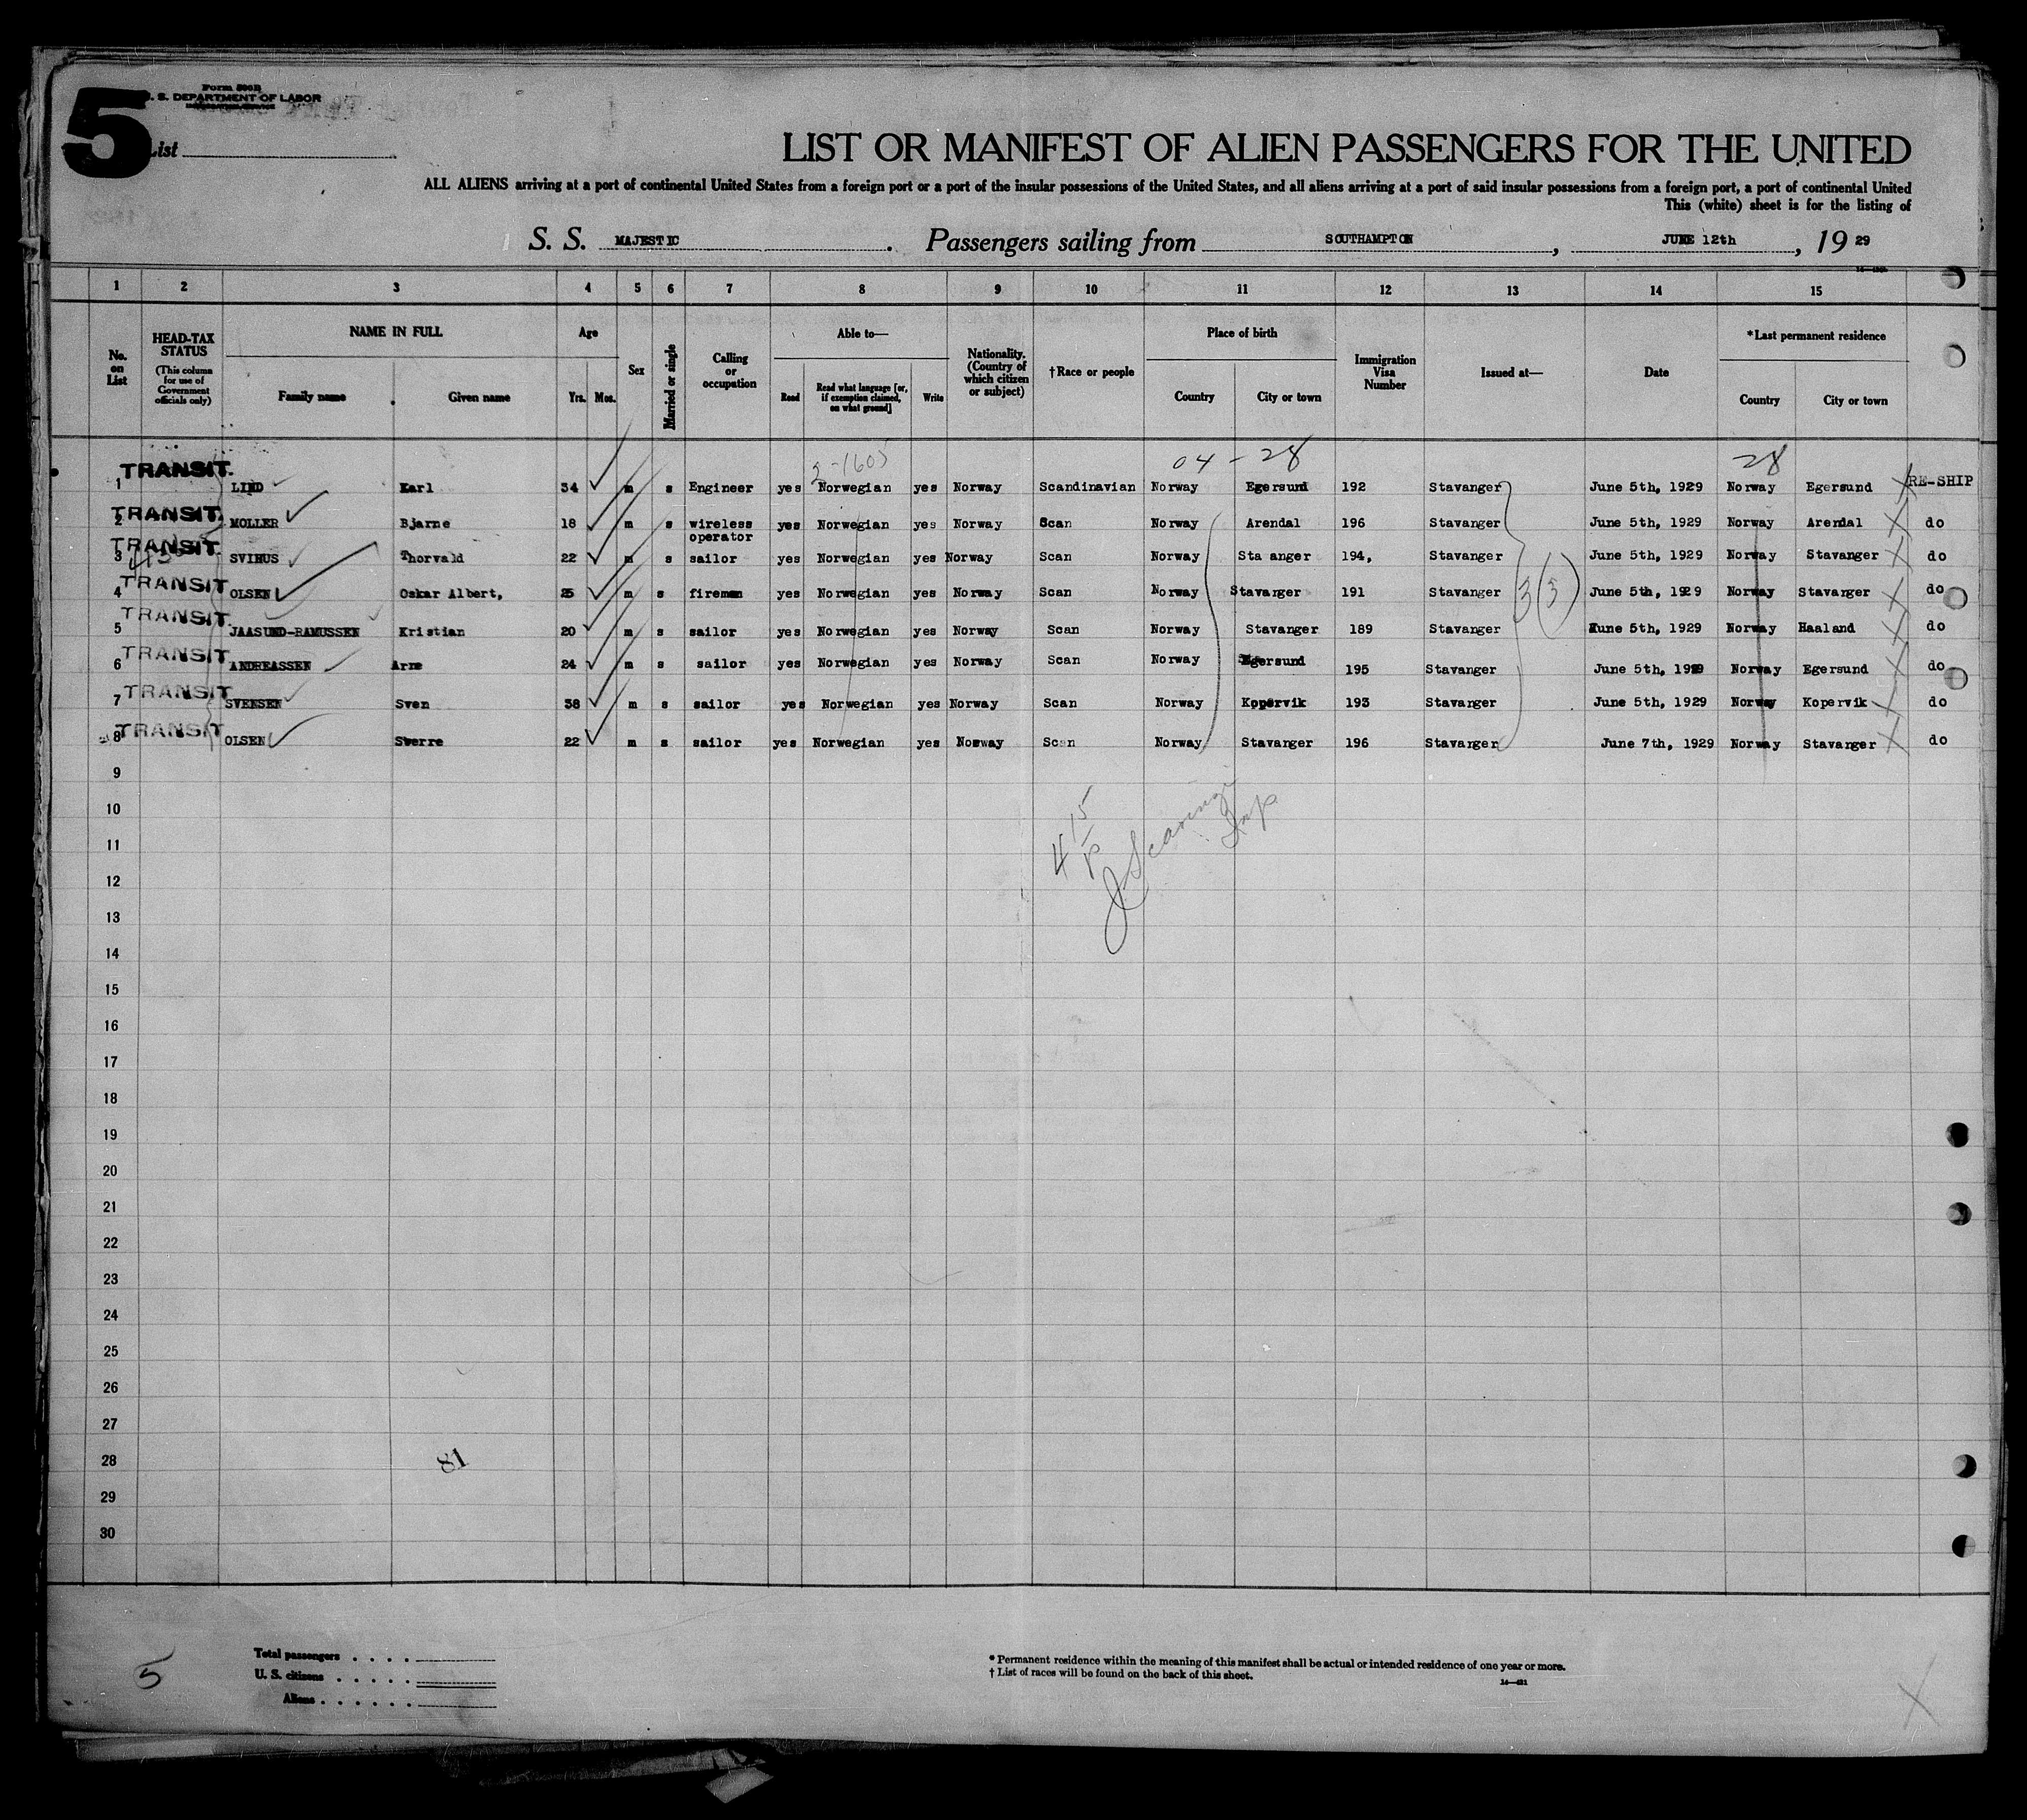 5
Form 500B
U. S. DEPARTMENT OF LABOR
List
LIST OR MANIFEST OF ALIEN PASSENGERS FOR THE UNITED
ALL ALIENS arriving at a port of continental United States from a foreign port or a port of the insular possessions of the United States, and all aliens arriving at a port of said insular possessions from a foreign port, a port of continental United
This (white) sheet is for the listing of
S. S. MAJESTIC. Passengers sailing from SOUTHAMPTON, JUNE 12th, 1929
1 2 3 4 5 6 7 8 9 10 11 12 13 14 15
No. on List
HEAD-TAX STATUS (This column for use of Government officials only)
NAME IN FULL Family name Given name
Age Yrs. Mos.
Sex
Married or single
Calling or occupation
Able to— Read Read what language [or, if exemption claimed, on what ground] Write
Nationality. (Country of which citizen or subject)
†Race or people
Place of birth Country City or town
Immigration Visa Number
Issued at—
Date
*Last permanent residence Country City or town
2-1605 04 - 28 28
1 TRANSIT. LIND Karl 34 m s Engineer yes Norwegian yes Norway Scandinavian Norway Egersund 192 Stavanger June 5th, 1929 Norway Egersund RE-SHIP
2 TRANSIT. MOLLER Bjarne 18 m s wireless operator yes Norwegian yes Norway Scan Norway Arendal 196 Stavanger June 5th, 1929 Norway Arendal do
3 TRANSIT. SVIHUS Thorvald 22 m s sailor yes Norwegian yes Norway Scan Norway Sta anger 194, Stavanger June 5th, 1929 Norway Stavanger do
4 TRANSIT OLSEN Oskar Albert, 25 m s fireman yes Norwegian yes Norway Scan Norway Stavanger 191 Stavanger June 5th, 1929 Norway Stavanger do
3(5)
5 TRANSIT JAASUND-RAMUSSEN Kristian 20 m s sailor yes Norwegian yes Norway Scan Norway Stavanger 189 Stavanger June 5th, 1929 Norway Haaland do
6 TRANSIT ANDREASSEN Arne 24 m s sailor yes Norwegian yes Norway Scan Norway Egersund 195 Stavanger June 5th, 1929 Norway Egersund do
7 TRANSIT SVENSEN Sven 38 m s sailor yes Norwegian yes Norway Scan Norway Kopervik 193 Stavanger June 5th, 1929 Norway Kopervik do
8 TRANSIT OLSEN Sverre 22 m s sailor yes Norwegian yes Norway Scan Norway Stavanger 196 Stavanger June 7th, 1929 Norway Stavanger do
9
10
11
12
13
14
15
16
17
18
19
20
21
22
23
24
25
26
27
28 81
29
30
5
Total passengers
U. S. citizens
Aliens
* Permanent residence within the meaning of this manifest shall be actual or intended residence of one year or more.
† List of races will be found on the back of this sheet.